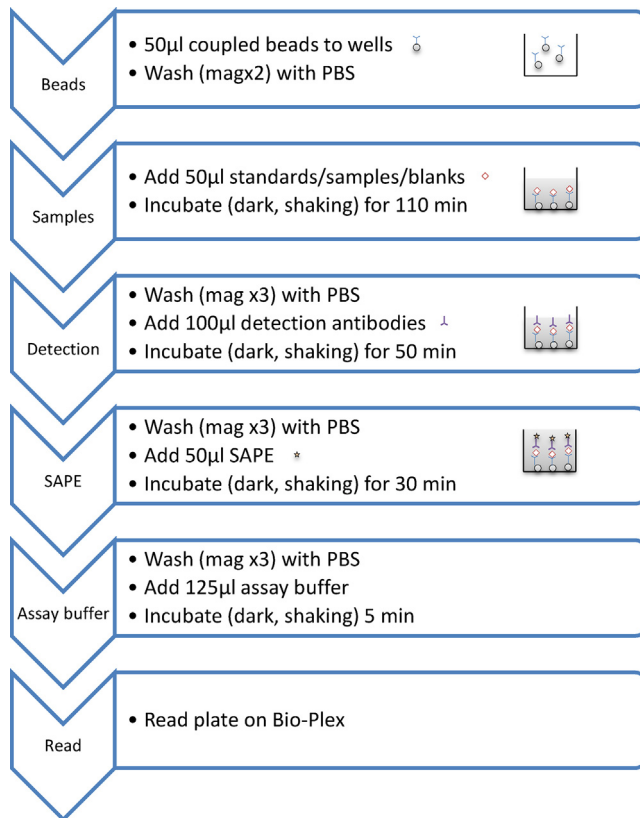 Beads
• 50µl coupled beads to wells
• Wash (magx2) with PBS
Samples
• Add 50µl standards/samples/blanks
• Incubate (dark, shaking) for 110 min
Detection
• Wash (mag x3) with PBS
• Add 100µl detection antibodies
• Incubate (dark, shaking) for 50 min
SAPE
• Wash (mag x3) with PBS
• Add 50µl SAPE
• Incubate (dark, shaking) for 30 min
Assay buffer
• Wash (mag x3) with PBS
• Add 125µl assay buffer
• Incubate (dark, shaking) 5 min
Read
• Read plate on Bio-Plex